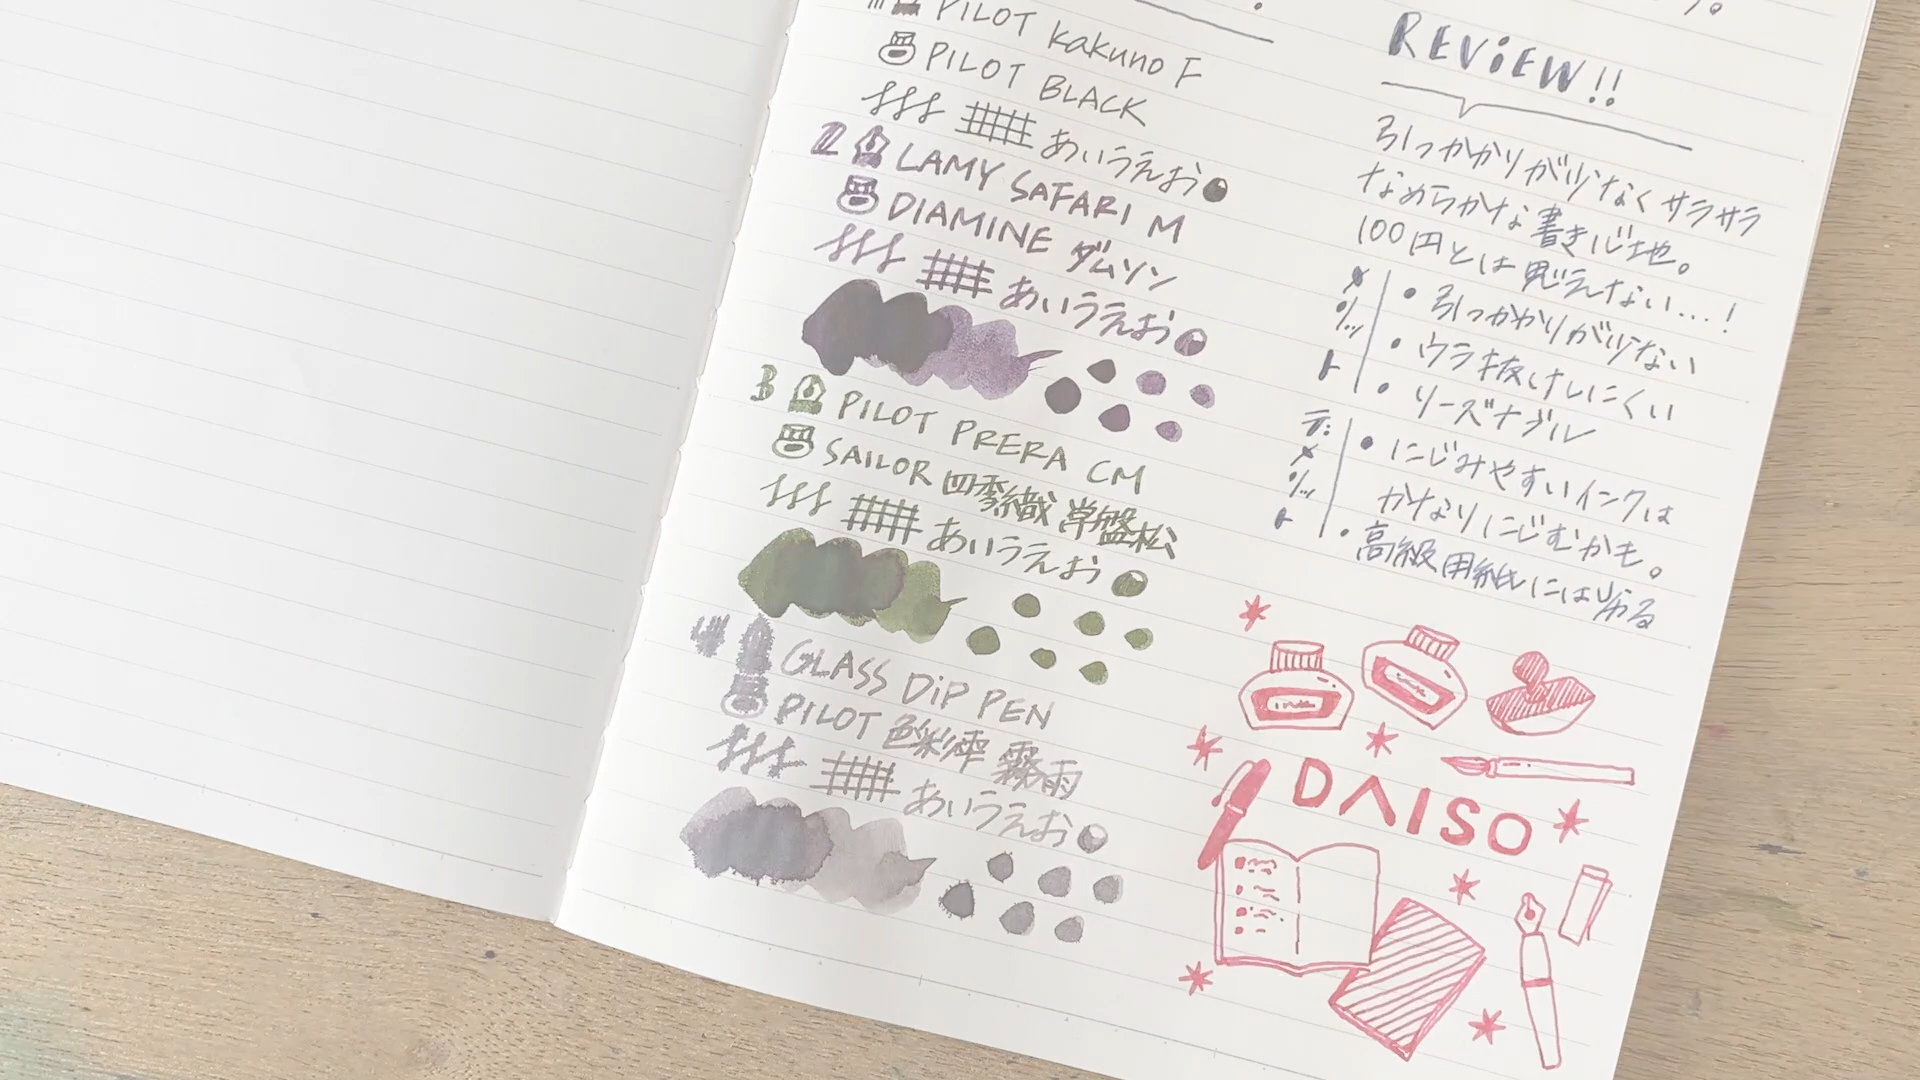 PILOT kakuno F
PILOT BLACK
あいうえお
2 LAMY SAFARI M
DIAMINE ダムソン
あいうえお
3 PILOT PRERA CM
SAILOR 四季織 常盤松
あいうえお
4 GLASS DiP PEN
PILOT 色彩雫 霧雨
あいうえお
REViEW!!
引っかかりが少なくサラサラ
なめらかな書き心地。
100円とは思えない...!
メリット
・引っかかりが少ない
・ウラ抜けしにくい
・リーズナブル
デメリット
・にじみやすいインクは
かなりにじむかも。
・高級用紙には劣る
DAISO